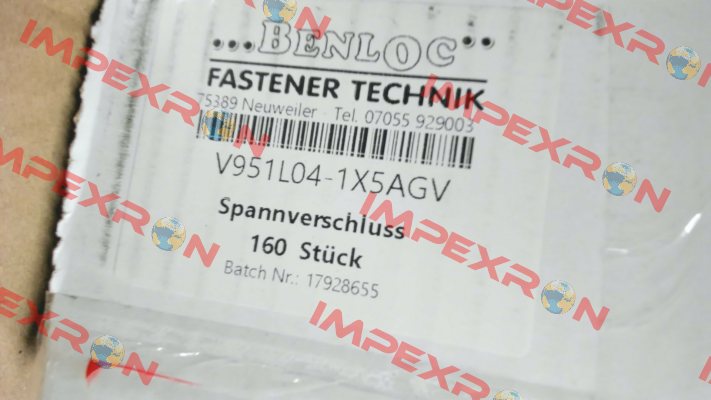 ...BENLOC..
FASTENER TECHNIK
75389 Neuweiler - Tel. 07055 929003
V951L04-1X5AGV
Spannverschluss
160 Stück
Batch Nr.: 17928655
IMPEXRON
IMPEXRON
IMPEXRON
IMPEXRON
IMPEXRON
IMPEXRON
IMPEXRON